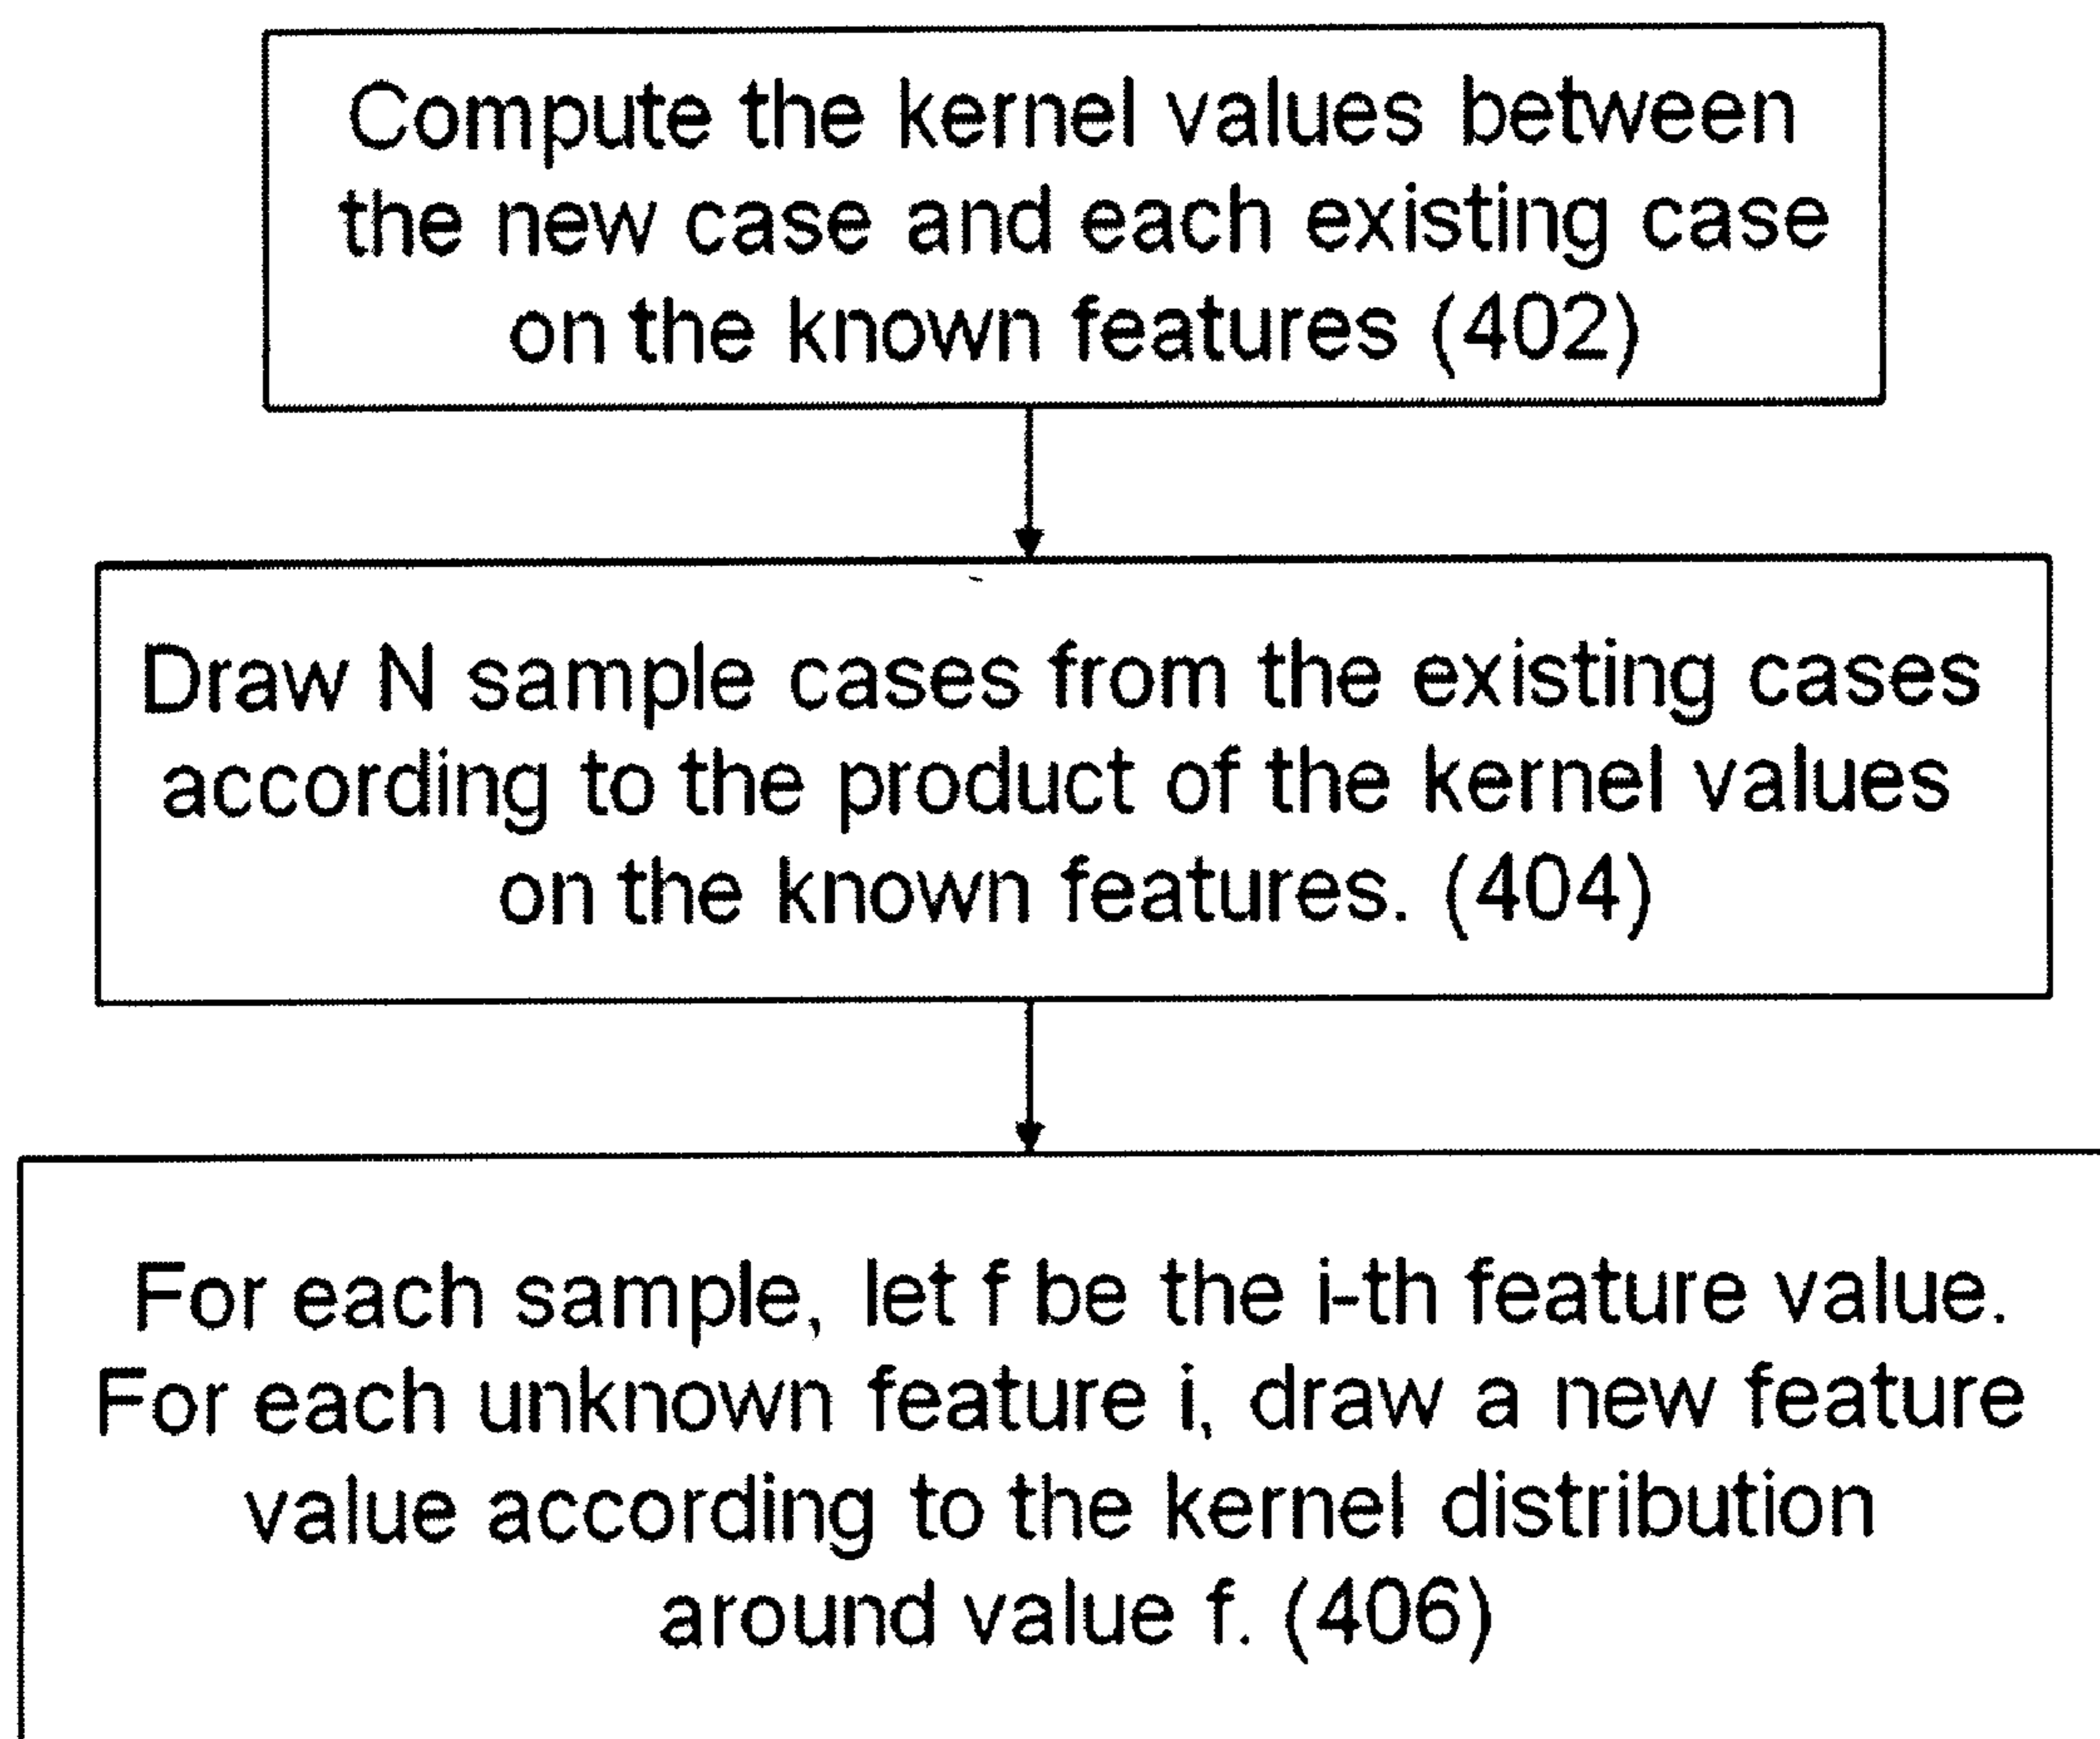 Compute the kernel values between
the new case and each existing case
on the known features (402)
Draw N sample cases from the existing cases
according to the product of the kernel values
on the known features. (404)
For each sample, let f be the i-th feature value.
For each unknown feature i, draw a new feature
value according to the kernel distribution
around value f. (406)